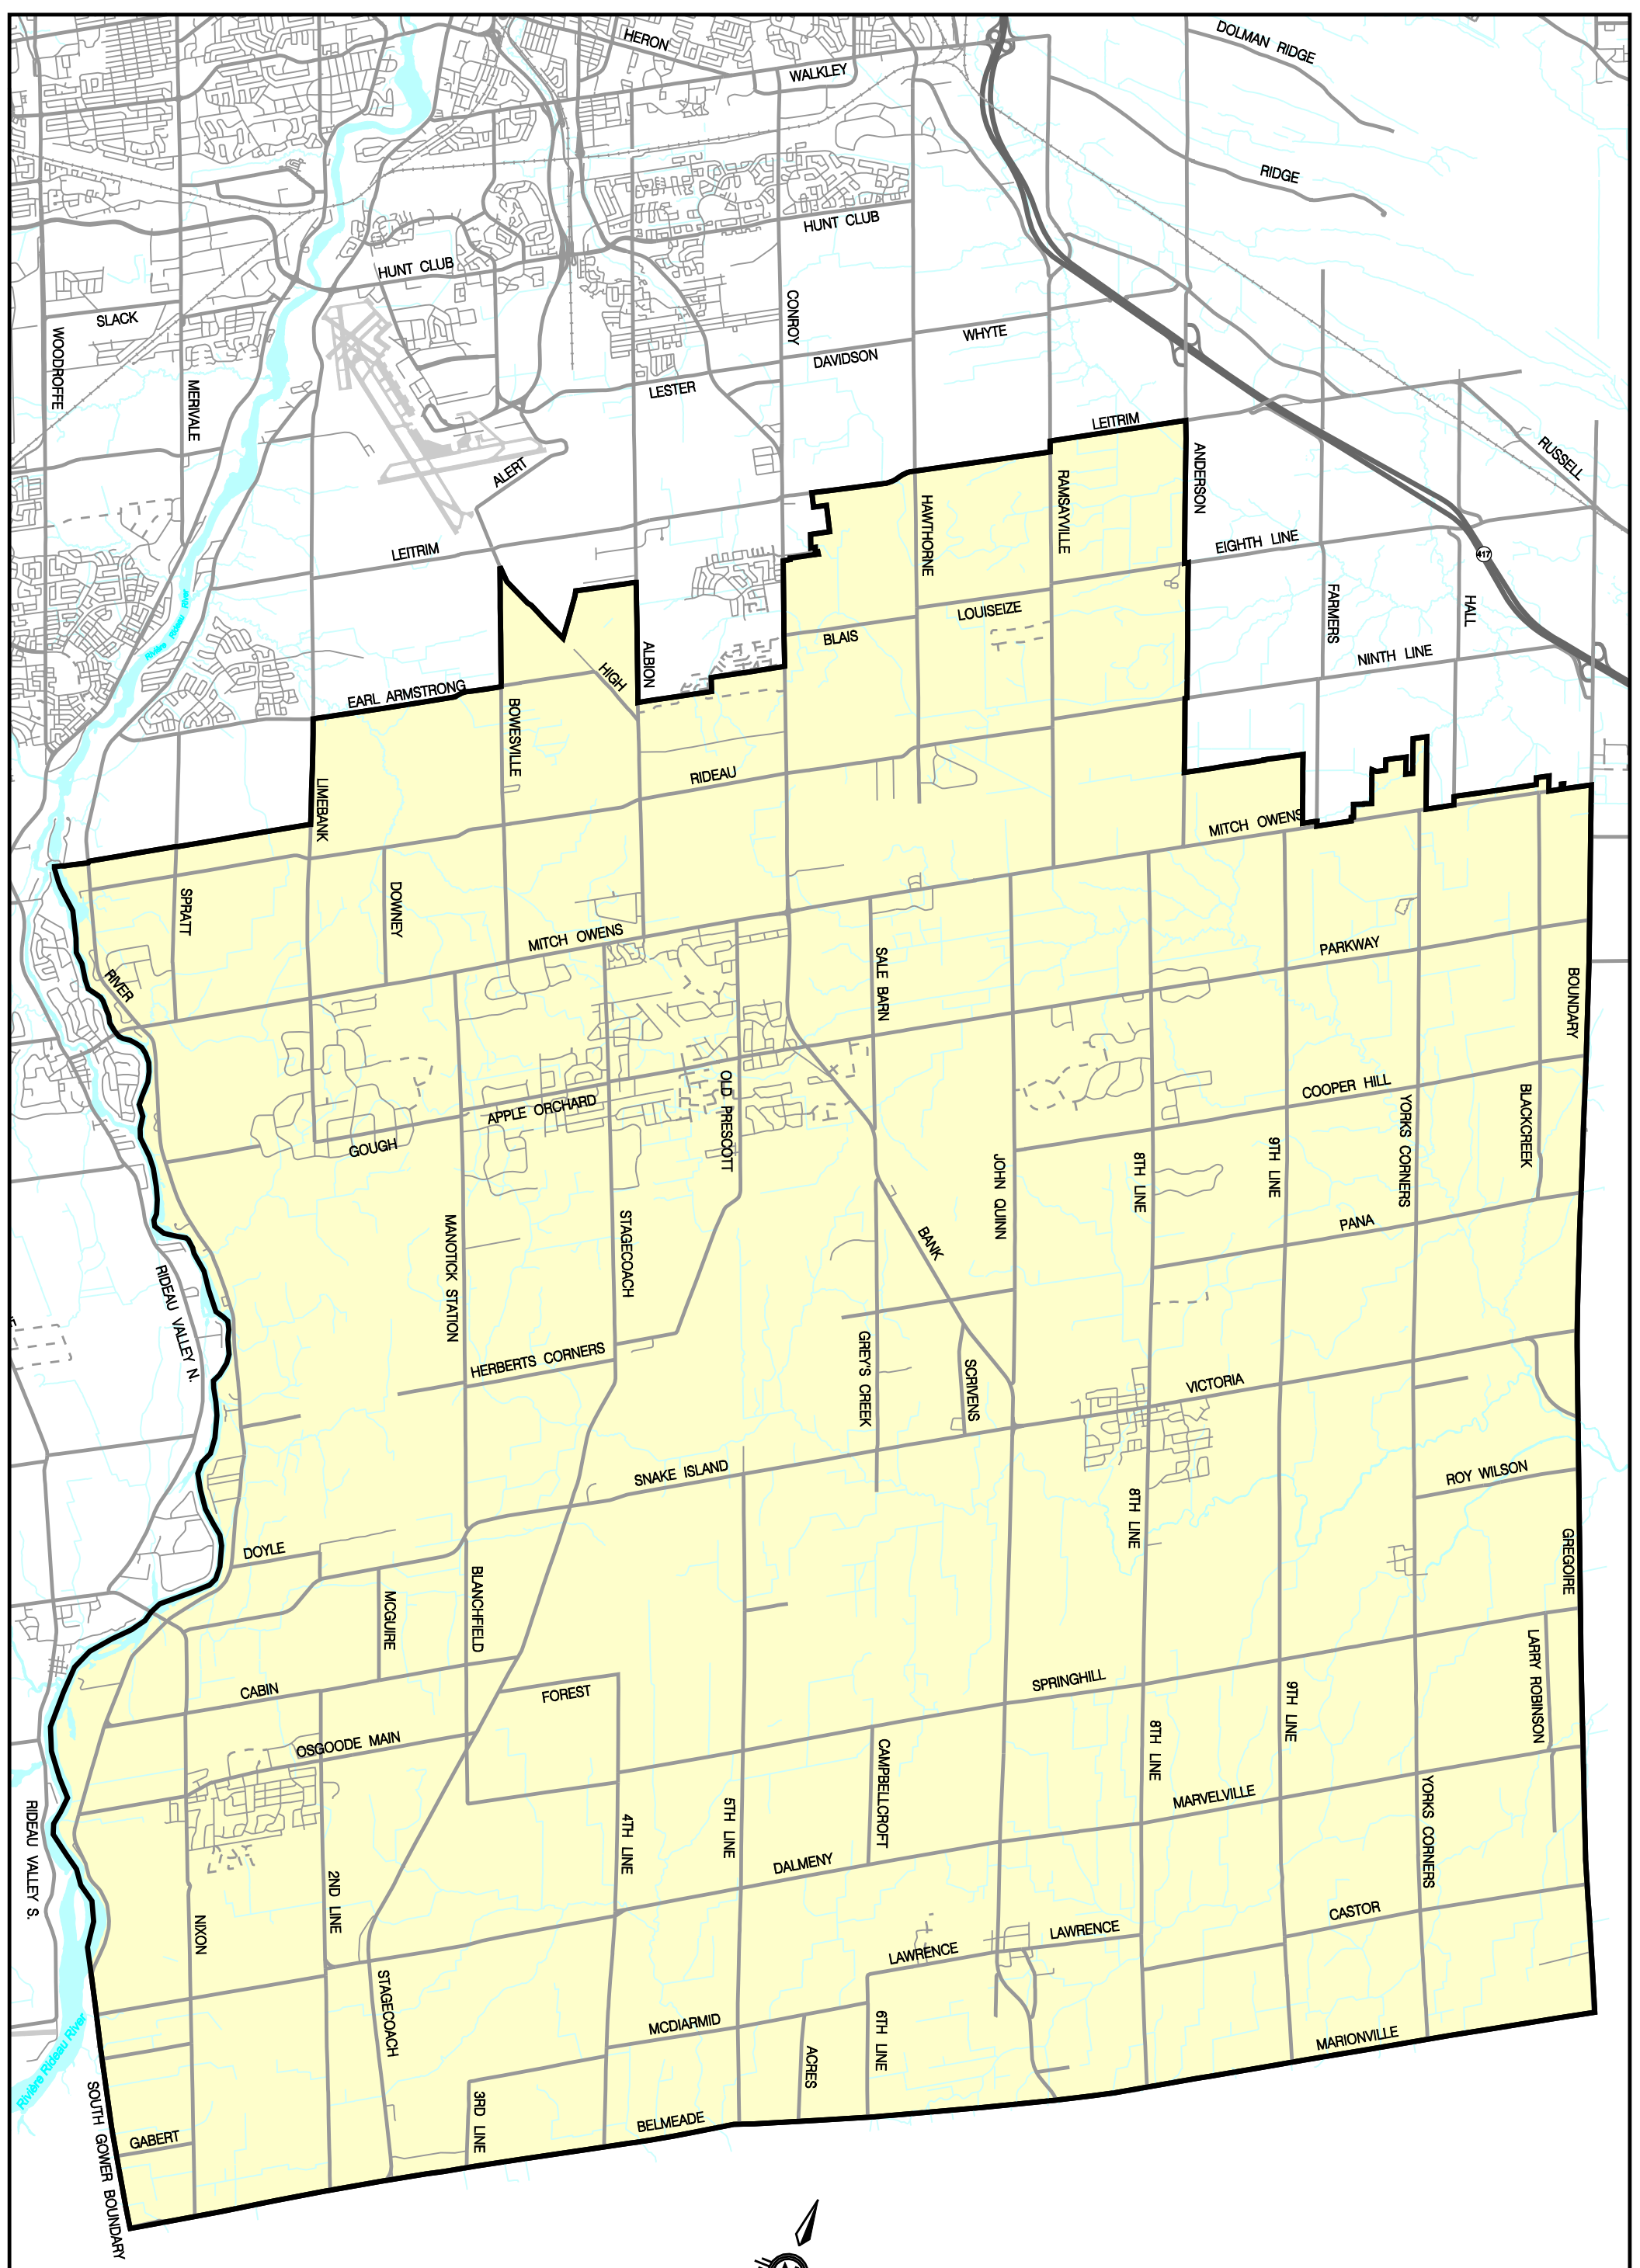 HERON
DOLMAN RIDGE
WALKLEY
RIDGE
HUNT CLUB
HUNT CLUB
SLACK
WOODROFFE
MERIVALE
CONROY
WHYTE
DAVIDSON
LESTER
LEITRIM
ANDERSON
RUSSELL
ALERT
RAMSAYVILLE
HAWTHORNE
LEITRIM
EIGHTH LINE
417
Rivière Rideau River
FARMERS
HALL
LOUISEIZE
BLAIS
ALBION
HIGH
NINTH LINE
EARL ARMSTRONG
BOWESVILLE
RIDEAU
LIMEBANK
MITCH OWENS
SPRATT
DOWNEY
MITCH OWENS
PARKWAY
SALE BARN
RIVER
BOUNDARY
OLD PRESCOTT
COOPER HILL
BLACKCREEK
YORKS CORNERS
APPLE ORCHARD
GOUGH
JOHN QUINN
8TH LINE
9TH LINE
MANOTICK STATION
STAGECOACH
BANK
PANA
RIDEAU VALLEY N.
HERBERTS CORNERS
GREY'S CREEK
SCRIVENS
VICTORIA
SNAKE ISLAND
ROY WILSON
8TH LINE
GREGOIRE
DOYLE
MCGUIRE
BLANCHFIELD
LARRY ROBINSON
CABIN
FOREST
SPRINGHILL
9TH LINE
8TH LINE
OSGOODE MAIN
CAMPBELLCROFT
MARVELVILLE
YORKS CORNERS
RIDEAU VALLEY S.
4TH LINE
5TH LINE
DALMENY
2ND LINE
NIXON
CASTOR
LAWRENCE
LAWRENCE
STAGECOACH
MCDIARMID
6TH LINE
ACRES
MARIONVILLE
Rivière Rideau River
SOUTH GOWER BOUNDARY
3RD LINE
BELMEADE
GABERT